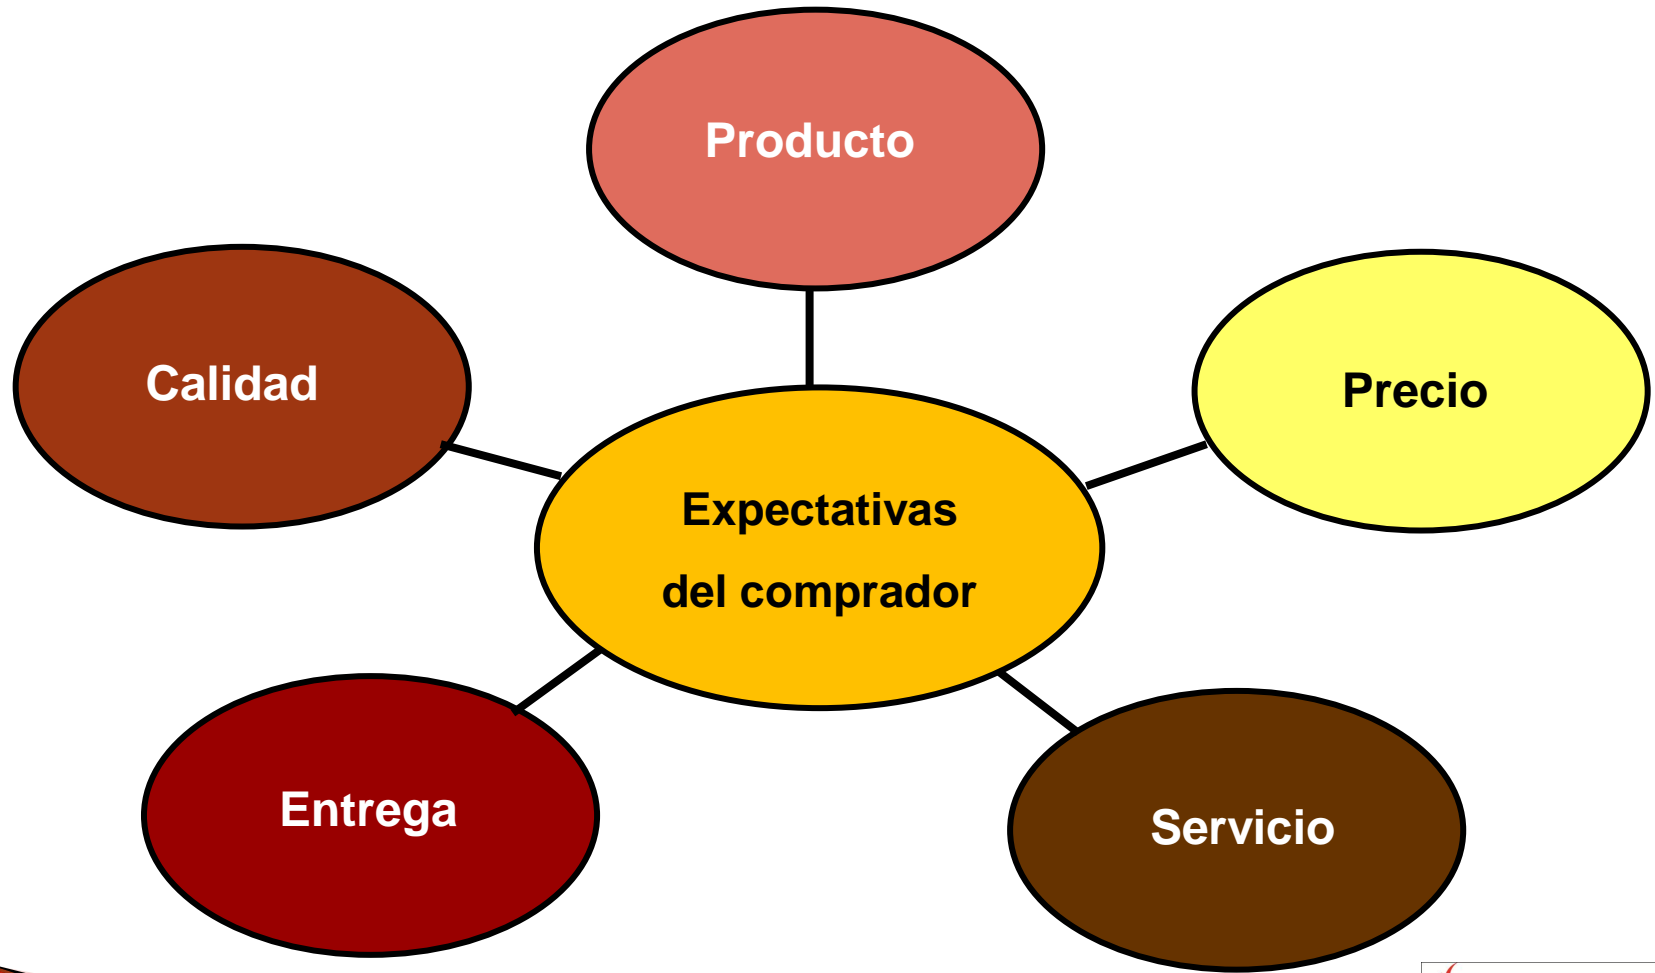 Producto
Calidad
Precio
Expectativas
del comprador
Entrega
Servicio